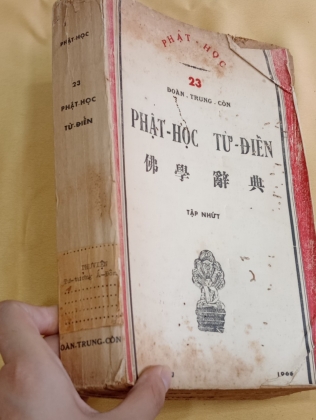 PHẬT-HỌC
23
PHẬT-HỌC
TỪ-ĐIỂN
ĐOÀN-TRUNG-CÒN
PHẬT-HỌC
23
ĐOÀN-TRUNG-CÒN
PHẬT-HỌC TỪ-ĐIỂN
佛學辭典
TẬP NHỨT